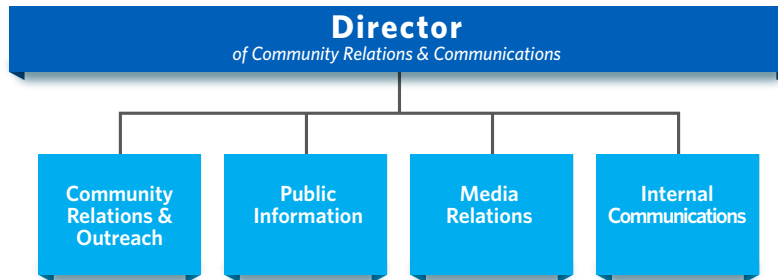 Director
of Community Relations & Communications
Community
Relations &
Outreach
Public
Information
Media
Relations
Internal
Communications